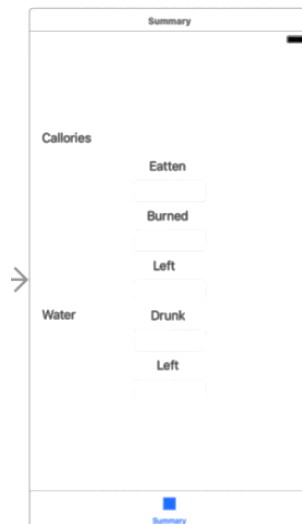 Summary
Callories
Eatten
Burned
Left
Water Drunk
Left
Summary